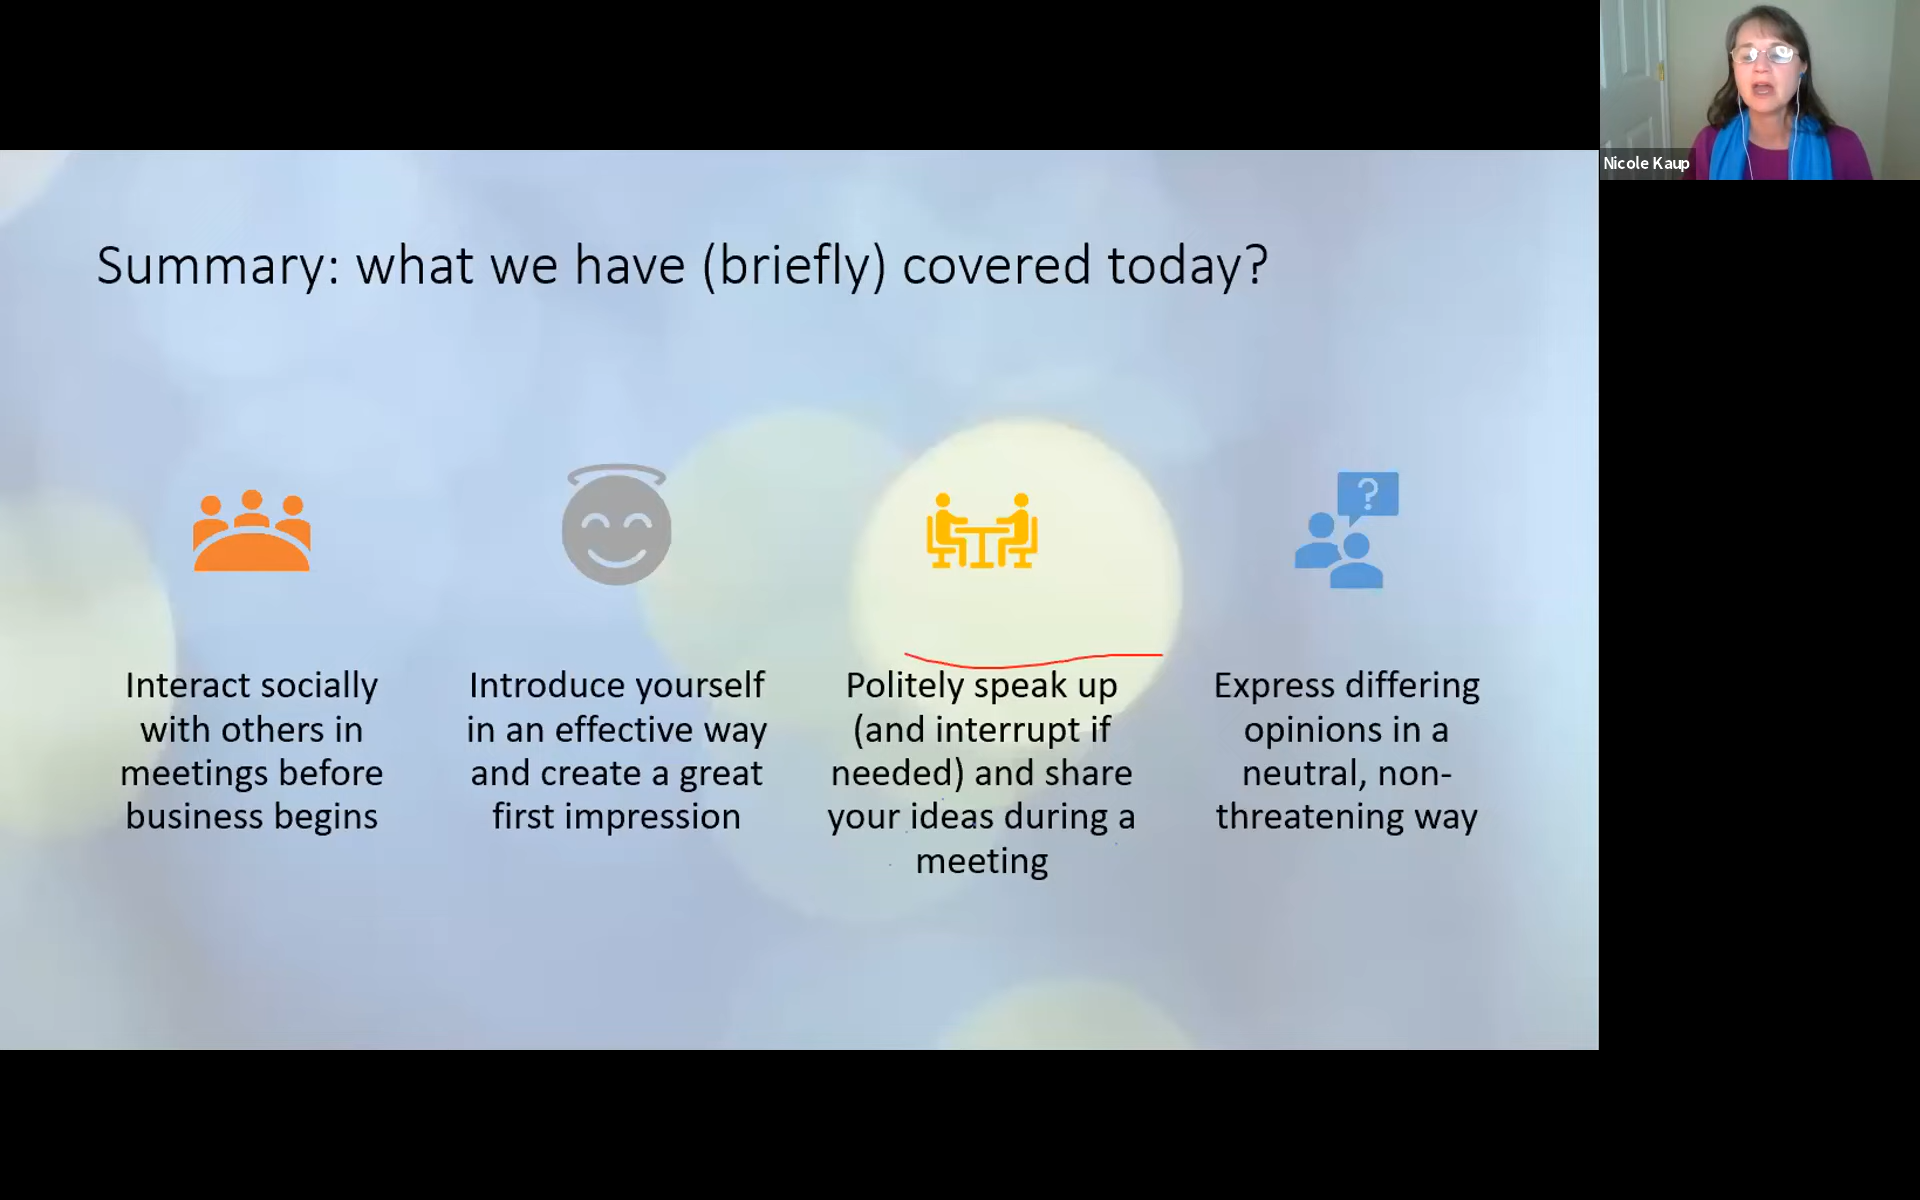 Nicole Kaup
Summary: what we have (briefly) covered today?
?
Interact socially
with others in
meetings before
business begins
Introduce yourself
in an effective way
and create a great
first impression
Politely speak up
(and interrupt if
needed) and share
your ideas during a
meeting
Express differing
opinions in a
neutral, non-
threatening way